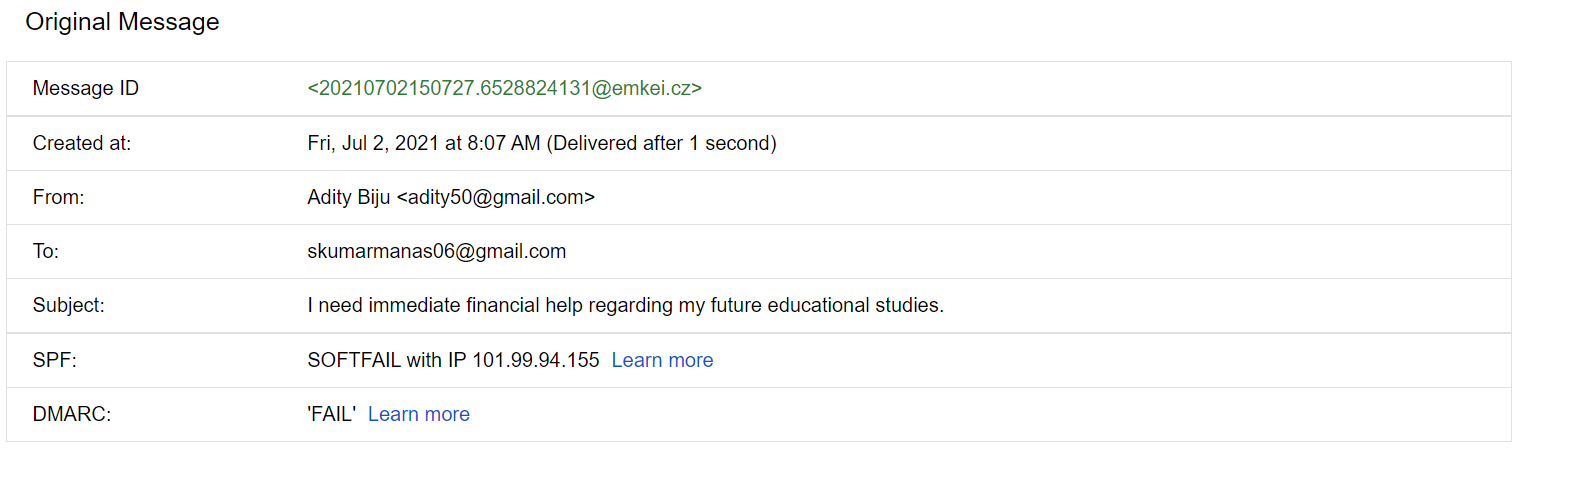 Original Message
Message ID <20210702150727.6528824131@emkei.cz>
Created at: Fri, Jul 2, 2021 at 8:07 AM (Delivered after 1 second)
From: Adity Biju <adity50@gmail.com>
To: skumarmanas06@gmail.com
Subject: I need immediate financial help regarding my future educational studies.
SPF: SOFTFAIL with IP 101.99.94.155 Learn more
DMARC: 'FAIL' Learn more